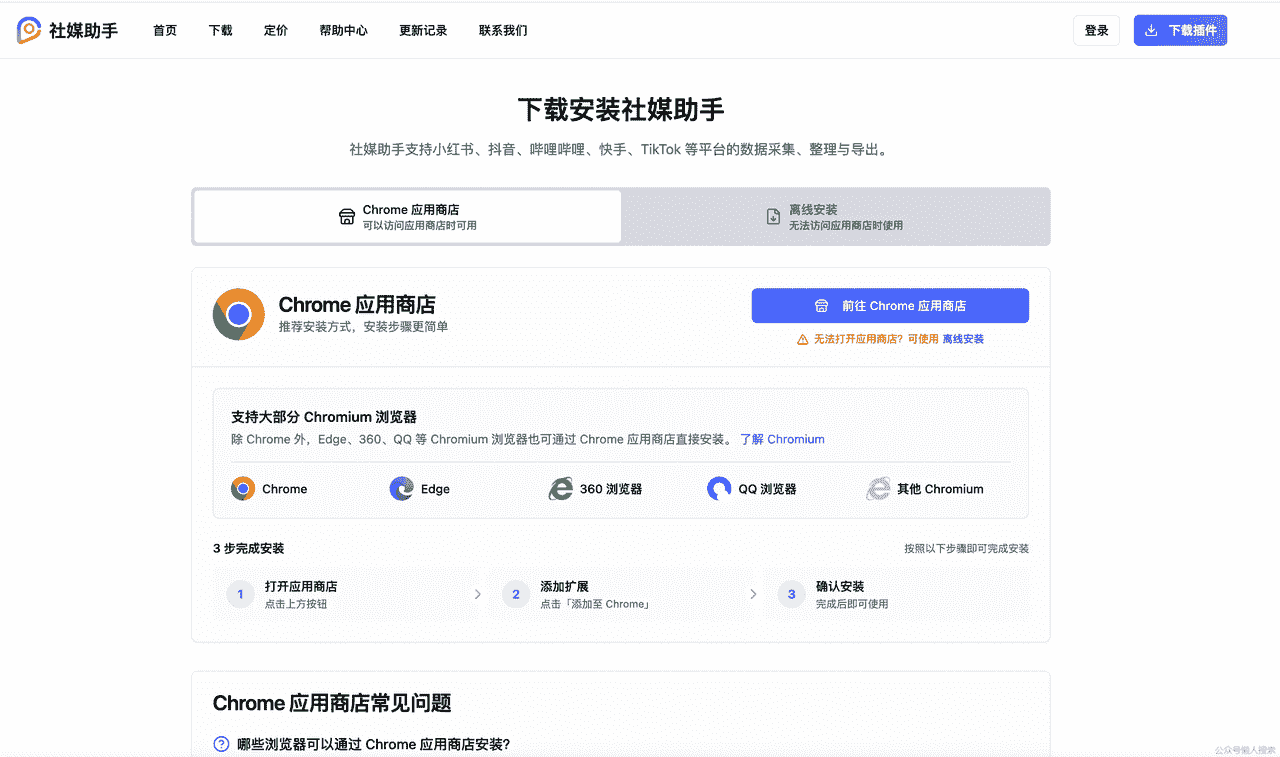 社媒助手
首页
下载
定价
帮助中心
更新记录
联系我们
登录
下载插件
下载安装社媒助手
社媒助手支持小红书、抖音、哔哩哔哩、快手、TikTok 等平台的数据采集、整理与导出。
Chrome 应用商店
可以访问应用商店时可用
离线安装
无法访问应用商店时使用
Chrome 应用商店
推荐安装方式，安装步骤更简单
前往 Chrome 应用商店
无法打开应用商店？可使用 离线安装
支持大部分 Chromium 浏览器
除 Chrome 外，Edge、360、QQ 等 Chromium 浏览器也可通过 Chrome 应用商店直接安装。 了解 Chromium
Chrome
Edge
360 浏览器
QQ 浏览器
其他 Chromium
3 步完成安装
按照以下步骤即可完成安装
1
打开应用商店
点击上方按钮
2
添加扩展
点击「添加至 Chrome」
3
确认安装
完成后即可使用
Chrome 应用商店常见问题
哪些浏览器可以通过 Chrome 应用商店安装?
公众号懒人搜索